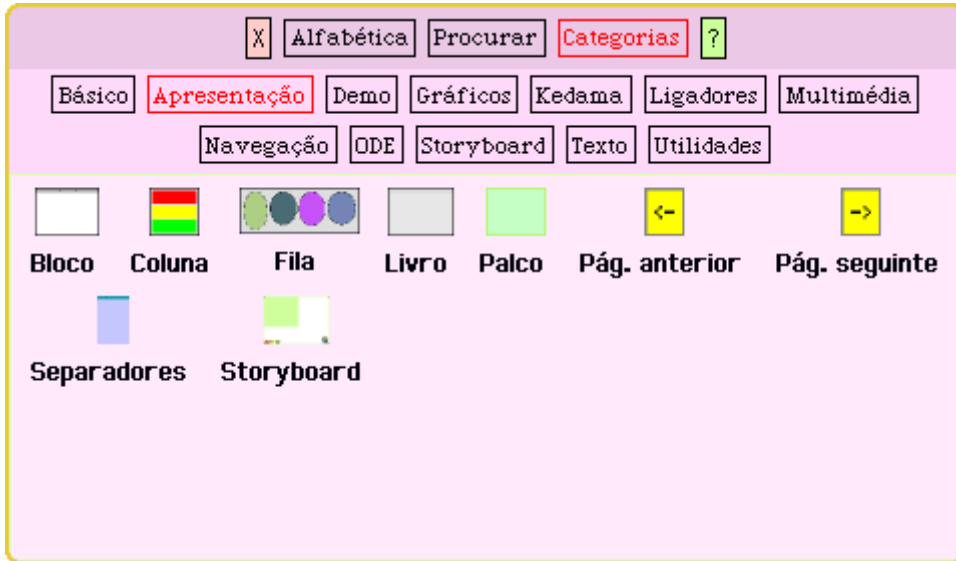 X Alfabética Procurar Categorias ?
Básico Apresentação Demo Gráficos Kedama Ligadores Multimédia
Navegação ODE Storyboard Texto Utilidades
<- ->
Bloco Coluna Fila Livro Palco Pág. anterior Pág. seguinte
Separadores Storyboard